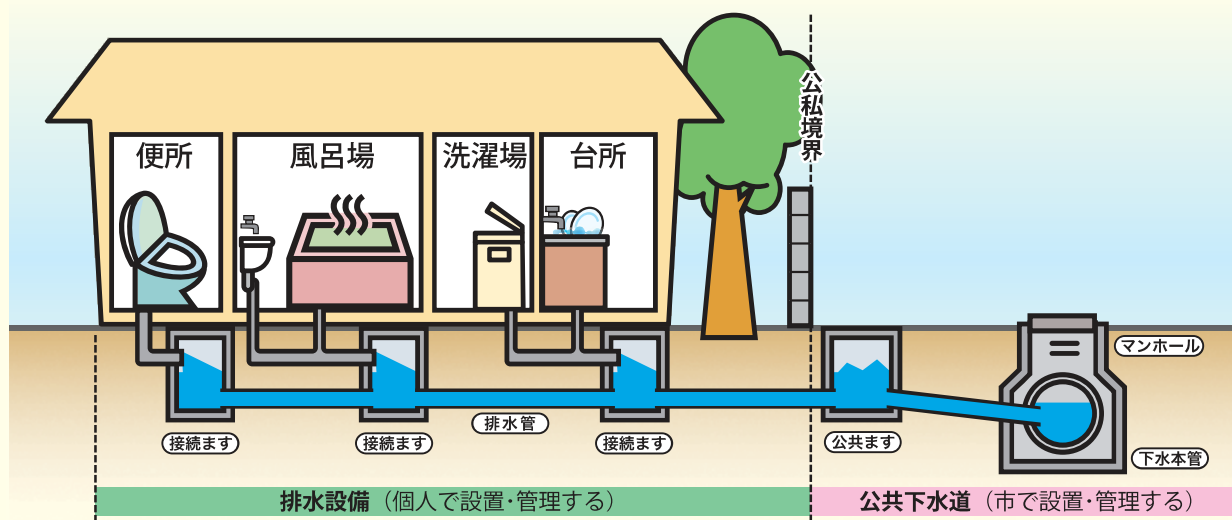 公私境界
便所
風呂場
洗濯場
台所
マンホール
接続ます
接続ます
排水管
接続ます
公共ます
下水本管
排水設備（個人で設置･管理する）
公共下水道（市で設置･管理する）